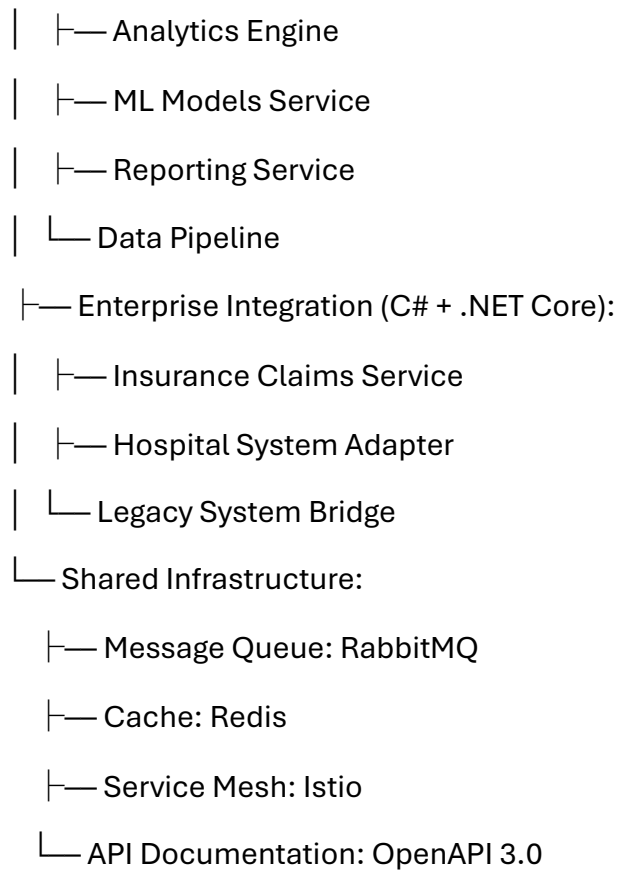 │ ├── Analytics Engine
│ ├── ML Models Service
│ ├── Reporting Service
│ └── Data Pipeline
├── Enterprise Integration (C# + .NET Core):
│ ├── Insurance Claims Service
│ ├── Hospital System Adapter
│ └── Legacy System Bridge
└── Shared Infrastructure:
├── Message Queue: RabbitMQ
├── Cache: Redis
├── Service Mesh: Istio
└── API Documentation: OpenAPI 3.0